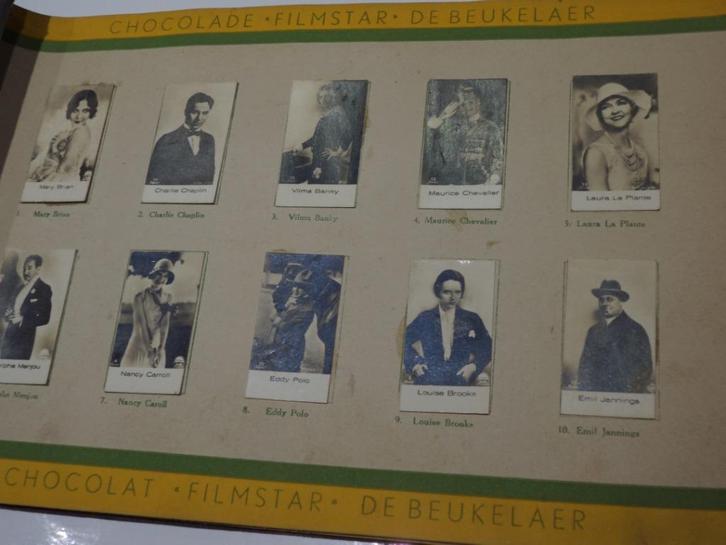 CHOCOLADE • FILMSTAR • DE BEUKELAER
Mary Brian
Charlie Chaplin
Vilma Banky
Maurice Chevalier
Laura La Plante
1. Mary Brian
2. Charlie Chaplin
3. Vilma Banky
4. Maurice Chevalier
5. Laura La Plante
Menjou
Nancy Carroll
Eddy Polo
Louise Brooks
Emil Jannings
Menjou
7. Nancy Caroll
8. Eddy Polo
9. Louise Brooks
10. Emil Jannings
CHOCOLAT • FILMSTAR • DE BEUKELAER